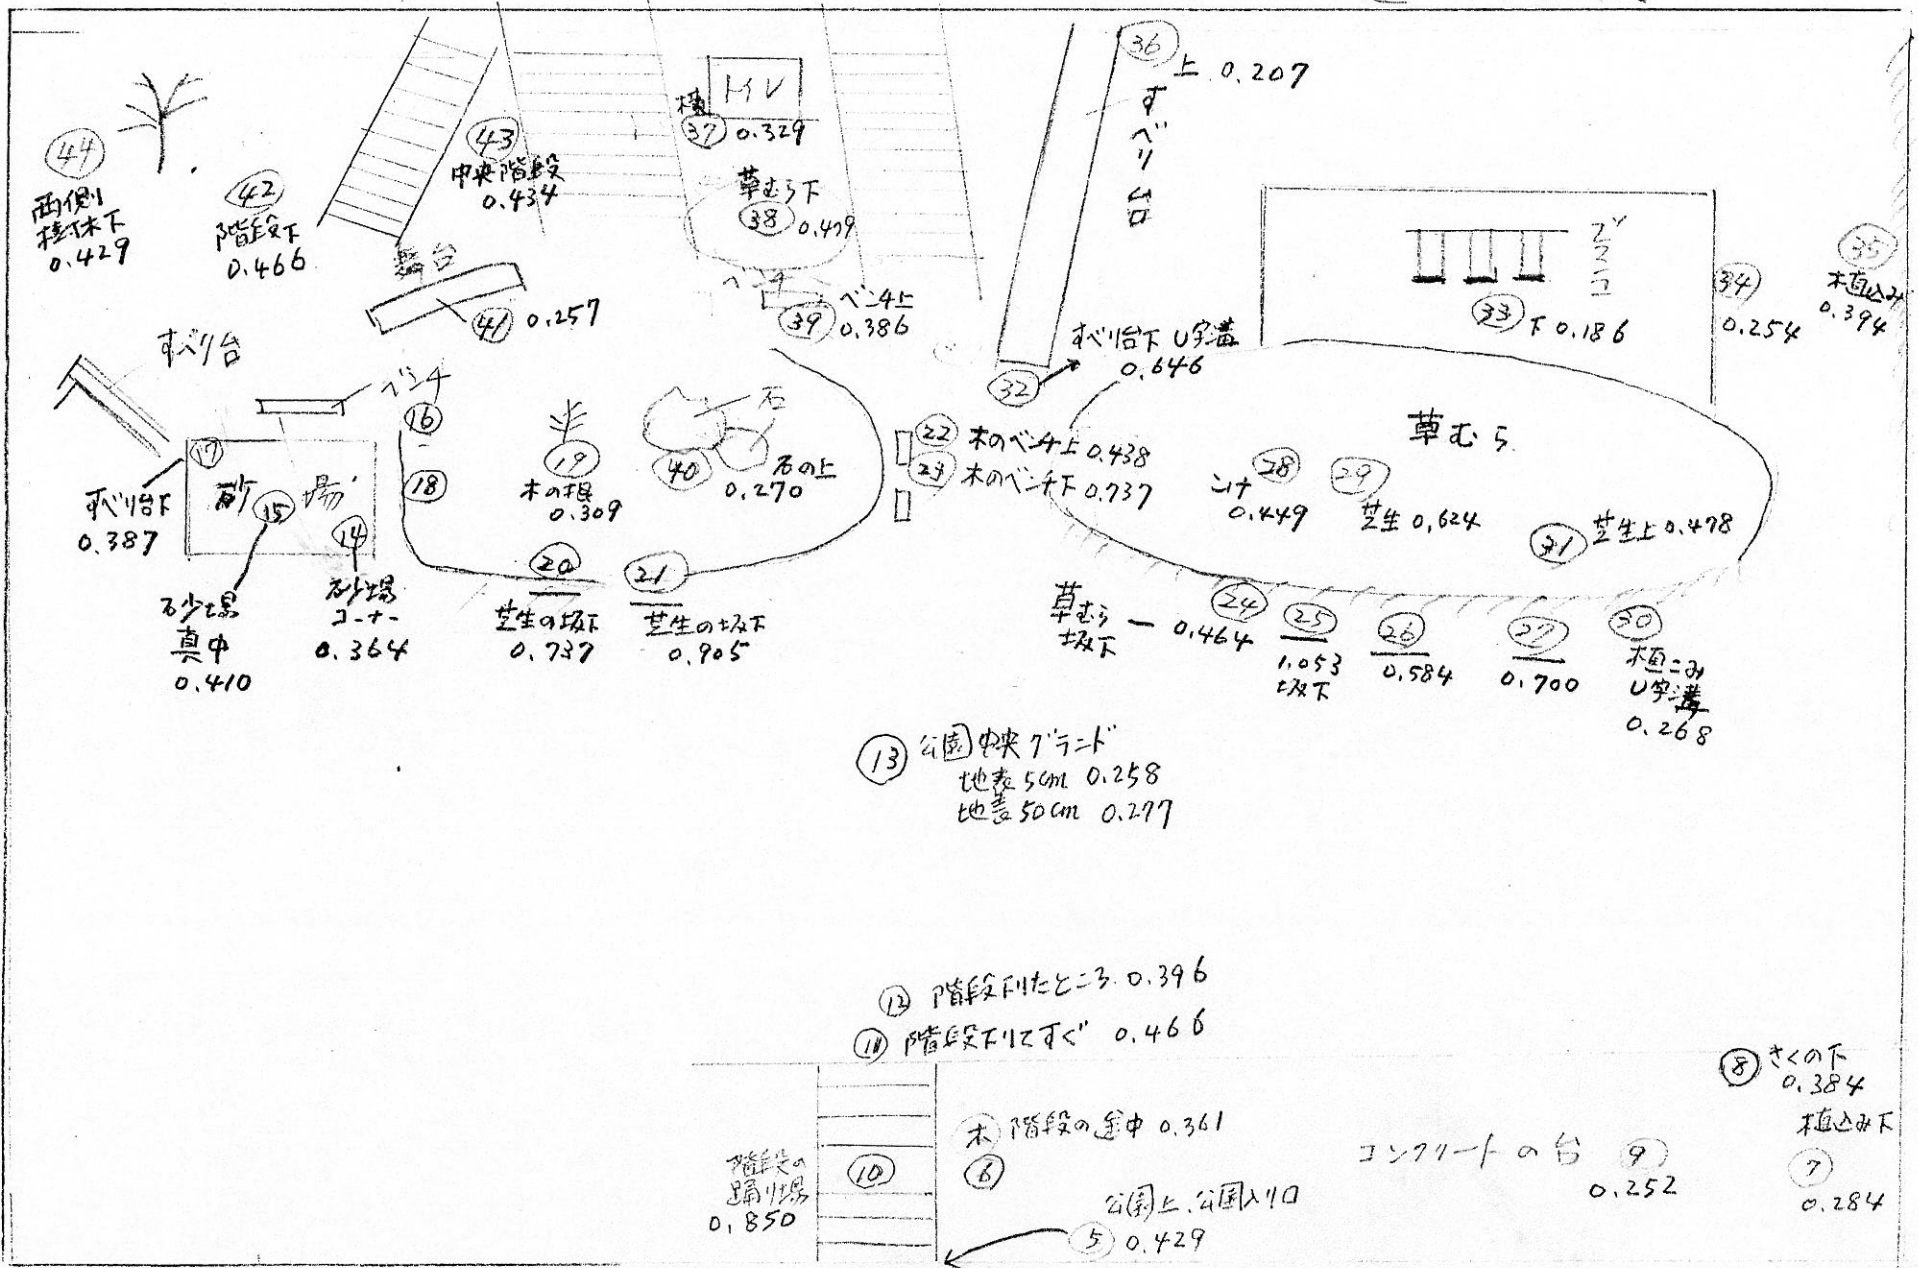 トイレ
横
㊲ 0.329
草むら下
㊳ 0.479
ベンチ
ベンチ上
㊴ 0.386
㊱
上 0.207
すべり台
㊹
西側
樹木下
0.429
㊷
階段下
0.466
㊸
中央階段
0.434
舞台
㊶ 0.257
すべり台
ベンチ
⑯
⑱
⑰
すべり台下
0.387
砂場
⑮
砂場
真中
0.410
⑭
砂場
コーナー
0.364
⑲
木の根
0.309
石
㊵
石の上
0.270
⑳
芝生の坂下
0.737
㉑
芝生の坂下
0.905
㉜
すべり台下 U字溝
0.646
㉒ 木のベンチ上 0.438
㉓ 木のベンチ下 0.737
ブランコ
㉝ 下 0.186
㉞
0.254
㉟
植込み
0.394
草むら
㉘
0.449
㉙
芝生 0.624
㉛ 芝生上 0.478
草むら
坂下 ー 0.464
㉔
㉕
1.053
坂下
㉖
0.584
㉗
0.700
㉚
植こみ
U字溝
0.268
⑬ 公園中央グランド
地表 5cm 0.258
地表 50cm 0.277
⑫ 階段下りたところ 0.396
⑪ 階段下りてすぐ 0.466
階段の
踊り場
0.850
⑩
木 階段の途中 0.361
⑥
公園上、公園入り口
⑤ 0.429
コンクリートの台 ⑨
0.252
⑧ さくの下
0.384
植込み下
⑦
0.284